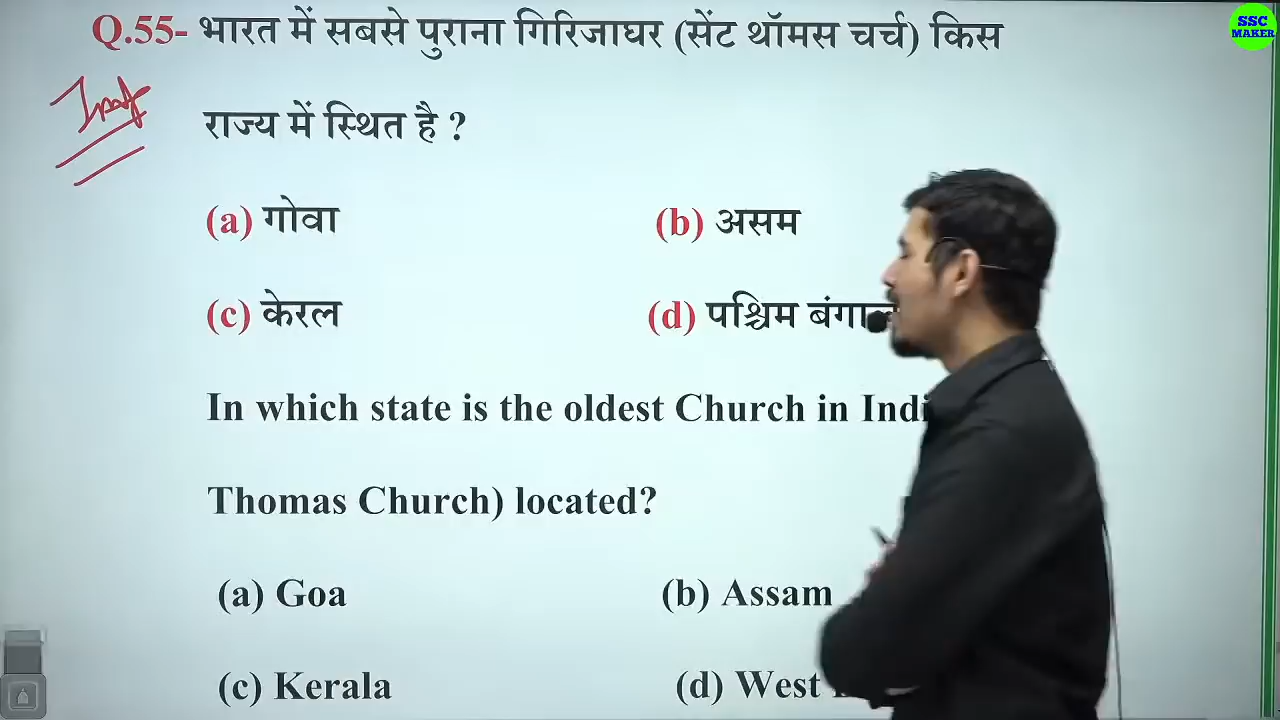 Q.55- भारत में सबसे पुराना गिरिजाघर (सेंट थॉमस चर्च) किस
SSC
MAKER
Imp
राज्य में स्थित है ?
(a) गोवा (b) असम
(c) केरल (d) पश्चिम
In which state is the oldest Church in
Thomas Church) located?
(a) Goa (b) Assam
(c) Kerala (d) West